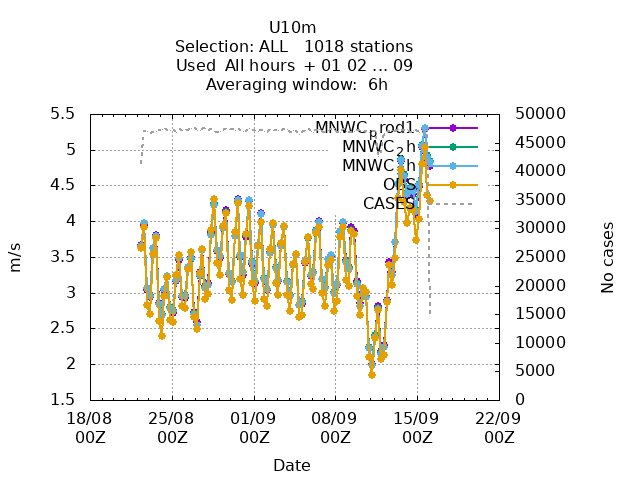 U10m
Selection: ALL 1018 stations
Used All hours + 01 02 ... 09
Averaging window: 6h
5.5
5
4.5
4
3.5
3
2.5
2
1.5
m/s
50000
45000
40000
35000
30000
25000
20000
15000
10000
5000
0
No cases
MNWC_prod1
MNWC_2h
MNWC_h
OBS
CASES
18/08 25/08 01/09 08/09 15/09 22/09
00Z 00Z 00Z 00Z 00Z 00Z
Date